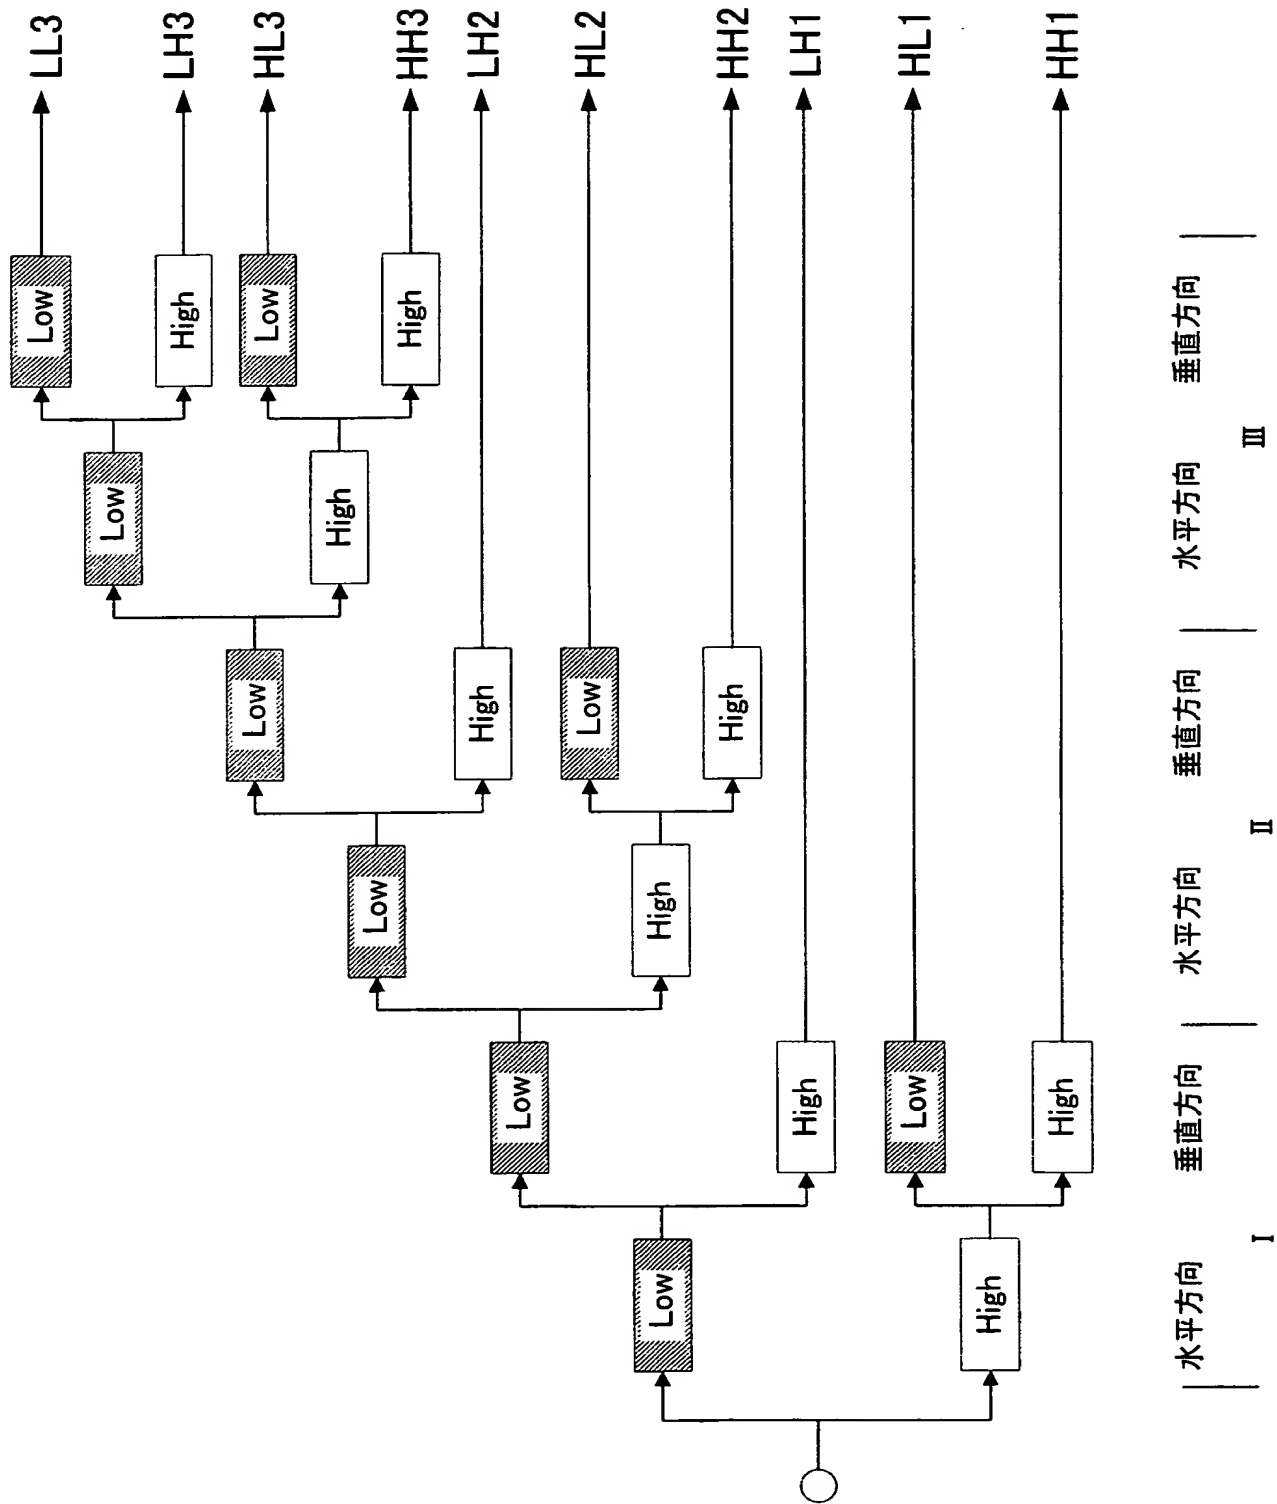 Low LL3
Low
High LH3
Low
Low HL3
High
Low
High HH3
High LH2
Low
Low HL2
Low High
High HH2
High LH1
Low HL1
High
High HH1
水平方向 垂直方向 水平方向 垂直方向 水平方向 垂直方向
I II III